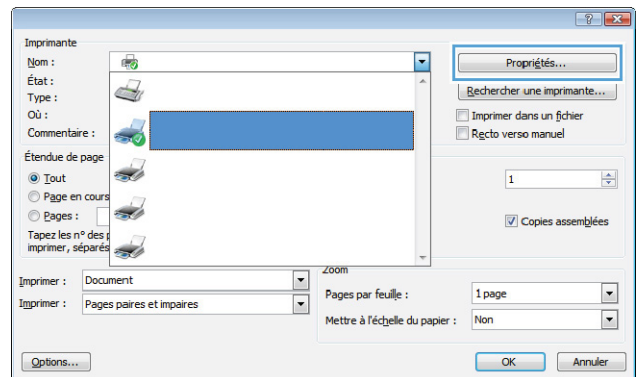 Imprimante
Nom :
Propriétés...
État :
Type :
Rechercher une imprimante...
Où :
Imprimer dans un fichier
Commentaire :
Recto verso manuel
Étendue de page
Tout
1
Page en cours
Pages :
Copies assemblées
Tapez les n° des
imprimer, séparés
Zoom
Imprimer : Document
Pages par feuille : 1 page
Imprimer : Pages paires et impaires
Mettre à l'échelle du papier : Non
Options...
OK
Annuler